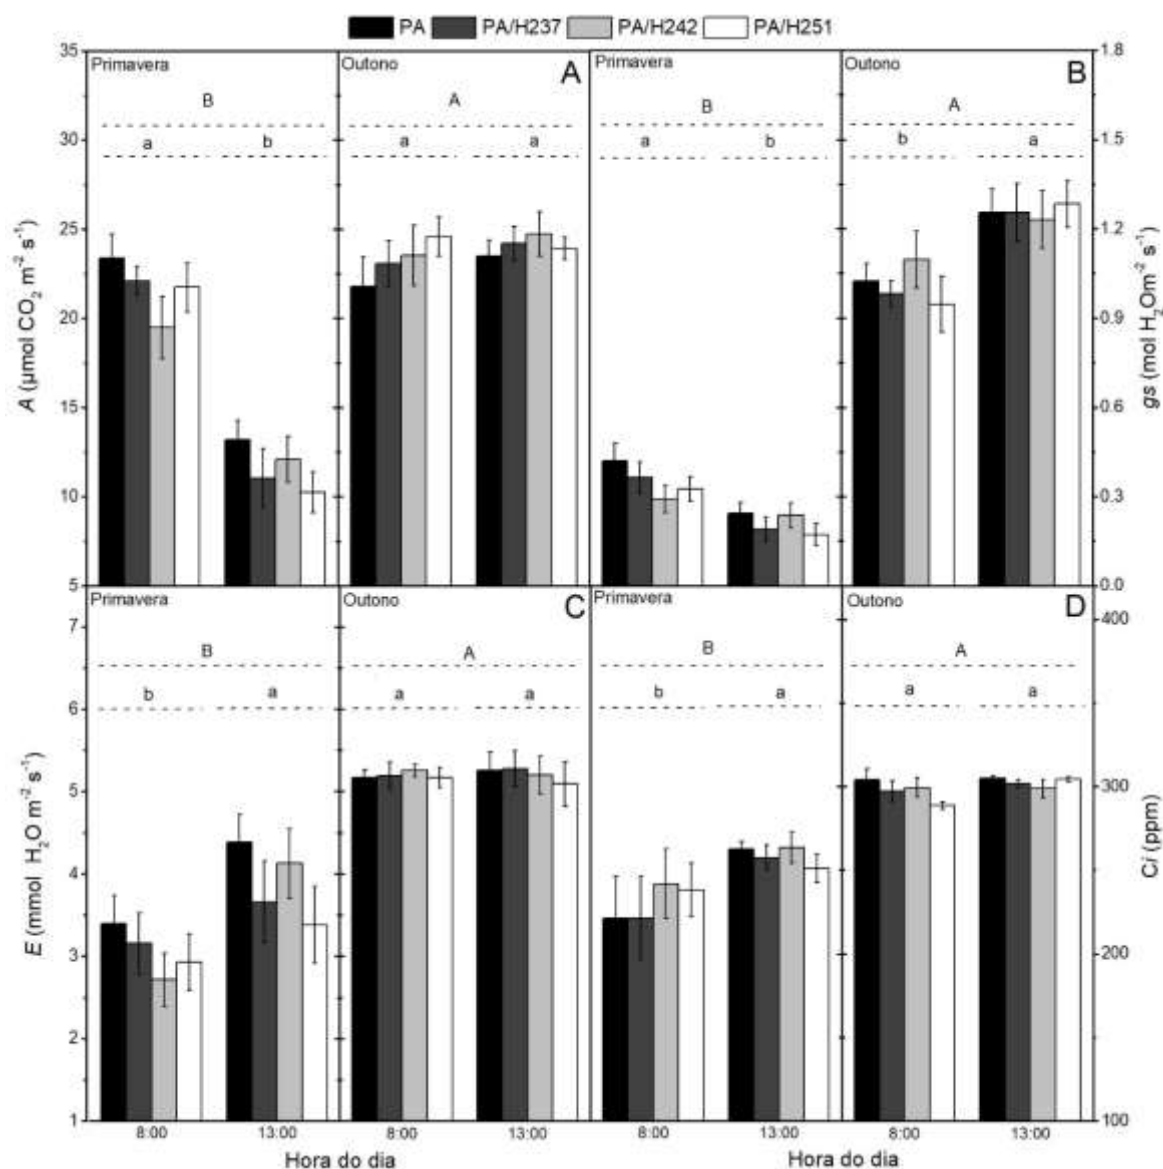 PA PA/H237 PA/H242 PA/H251
Primavera Outono A Primavera Outono B
B A B A
a b a a a b b a
35
30
25
20
15
10
5
A (µmol CO₂ m⁻² s⁻¹)
1.8
1.5
1.2
0.9
0.6
0.3
0.0
gs (mol H₂Om⁻² s⁻¹)
Primavera Outono C Primavera Outono D
B A B A
b a a a b a a a
7
6
5
4
3
2
1
E (mmol H₂O m⁻² s⁻¹)
400
300
200
100
Ci (ppm)
8:00 13:00 8:00 13:00 8:00 13:00 8:00 13:00
Hora do dia Hora do dia